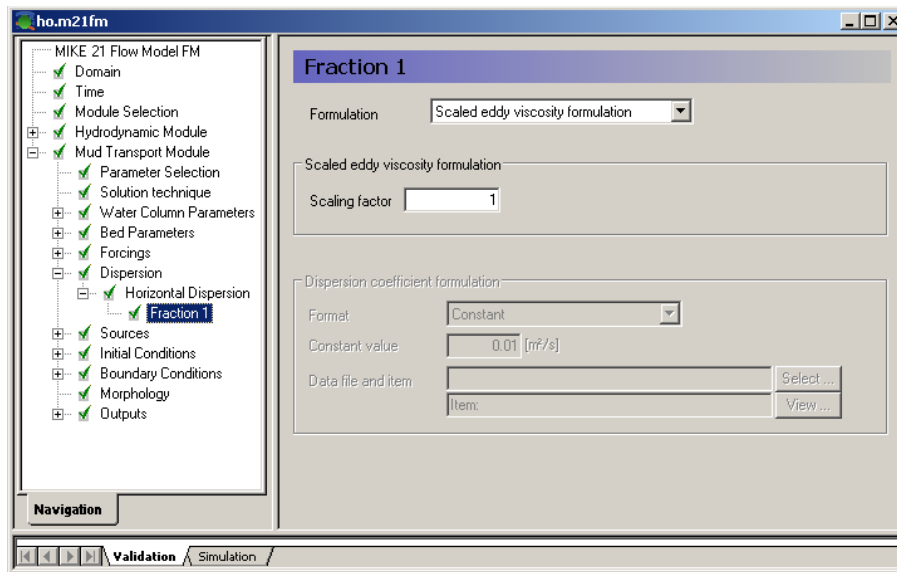 ho.m21fm
MIKE 21 Flow Model FM
Domain
Time
Module Selection
Hydrodynamic Module
Mud Transport Module
Parameter Selection
Solution technique
Water Column Parameters
Bed Parameters
Forcings
Dispersion
Horizontal Dispersion
Fraction 1
Sources
Initial Conditions
Boundary Conditions
Morphology
Outputs
Navigation
Fraction 1
Formulation Scaled eddy viscosity formulation
Scaled eddy viscosity formulation
Scaling factor 1
Dispersion coefficient formulation
Format Constant
Constant value 0.01 [m²/s]
Data file and item Select ...
Item: View ...
Validation Simulation